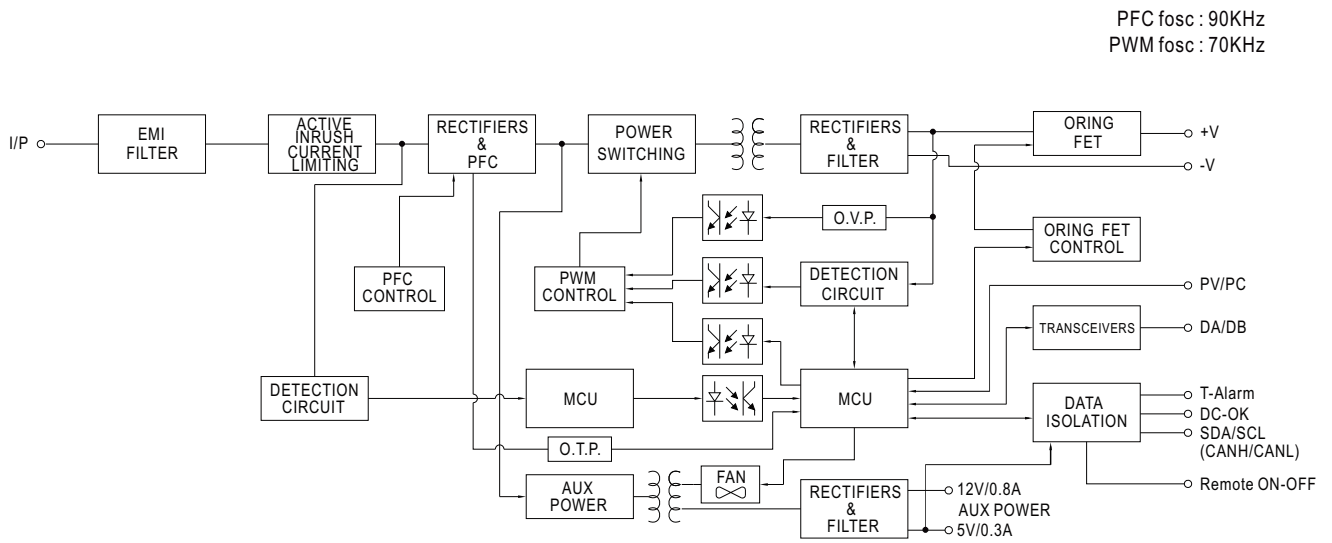 PFC fosc : 90KHz
PWM fosc : 70KHz
I/P
EMI
FILTER
ACTIVE
INRUSH
CURRENT
LIMITING
RECTIFIERS
&
PFC
POWER
SWITCHING
RECTIFIERS
&
FILTER
ORING
FET
+V
-V
O.V.P.
ORING FET
CONTROL
PFC
CONTROL
PWM
CONTROL
DETECTION
CIRCUIT
PV/PC
TRANSCEIVERS
DA/DB
DETECTION
CIRCUIT
MCU
MCU
DATA
ISOLATION
T-Alarm
DC-OK
SDA/SCL
(CANH/CANL)
O.T.P.
AUX
POWER
FAN
RECTIFIERS
&
FILTER
12V/0.8A
AUX POWER
5V/0.3A
Remote ON-OFF